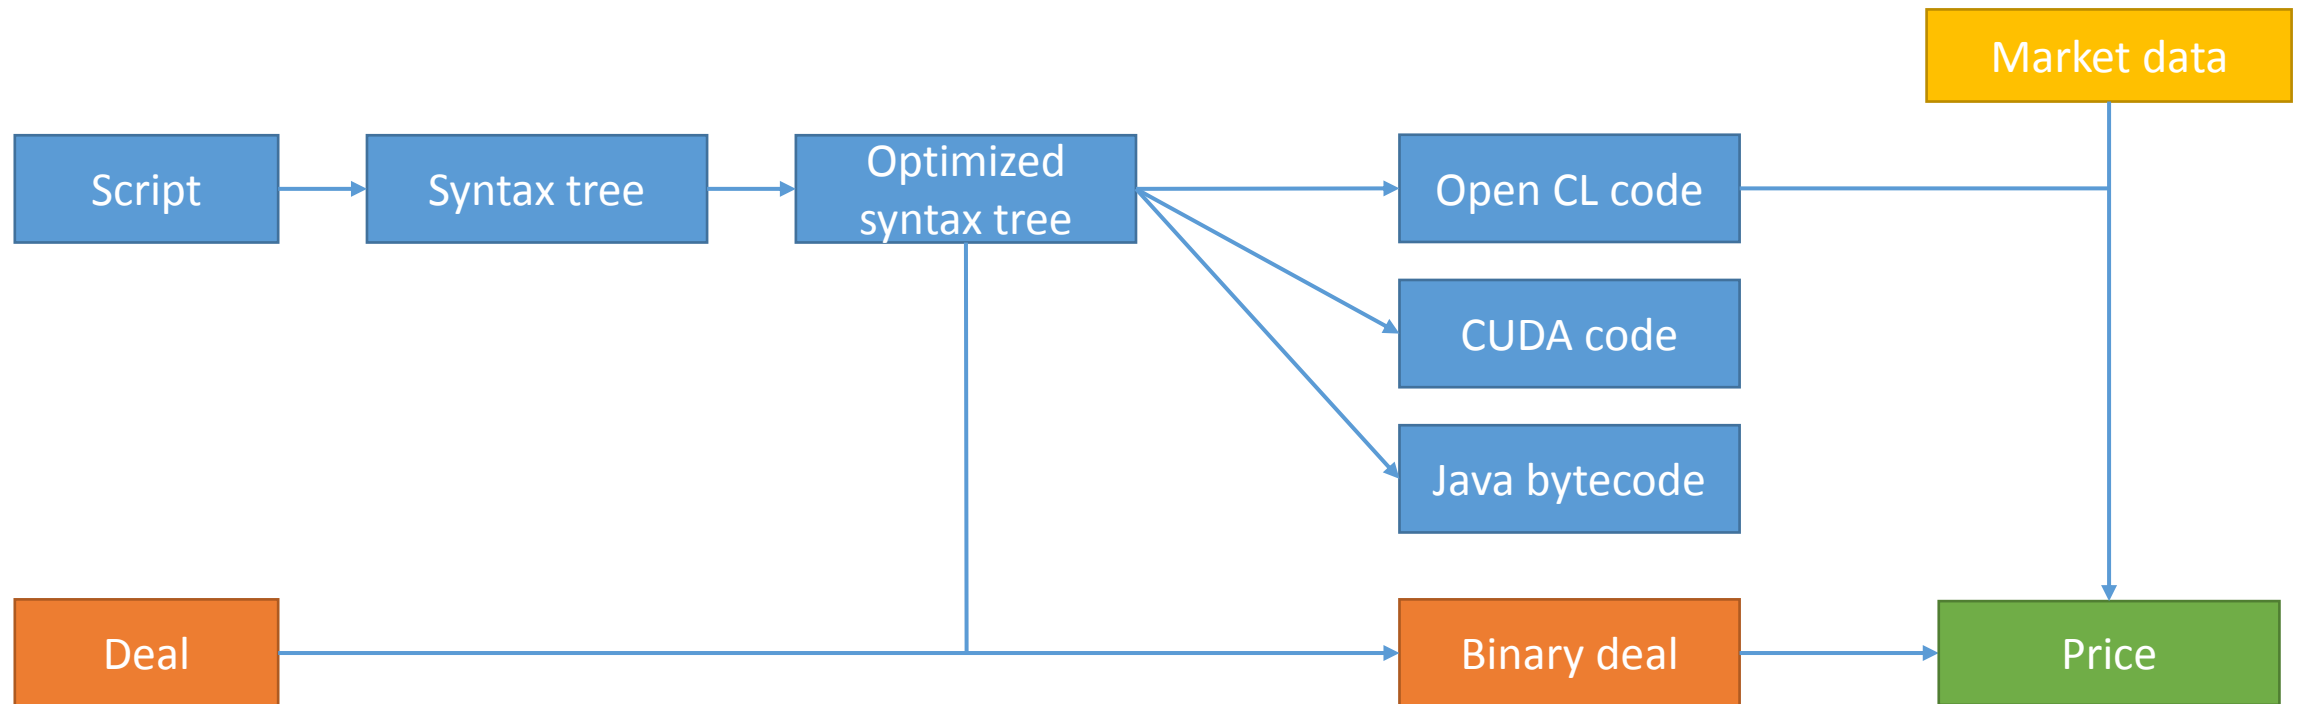 Market data
Script
Syntax tree
Optimized
syntax tree
Open CL code
CUDA code
Java bytecode
Deal
Binary deal
Price